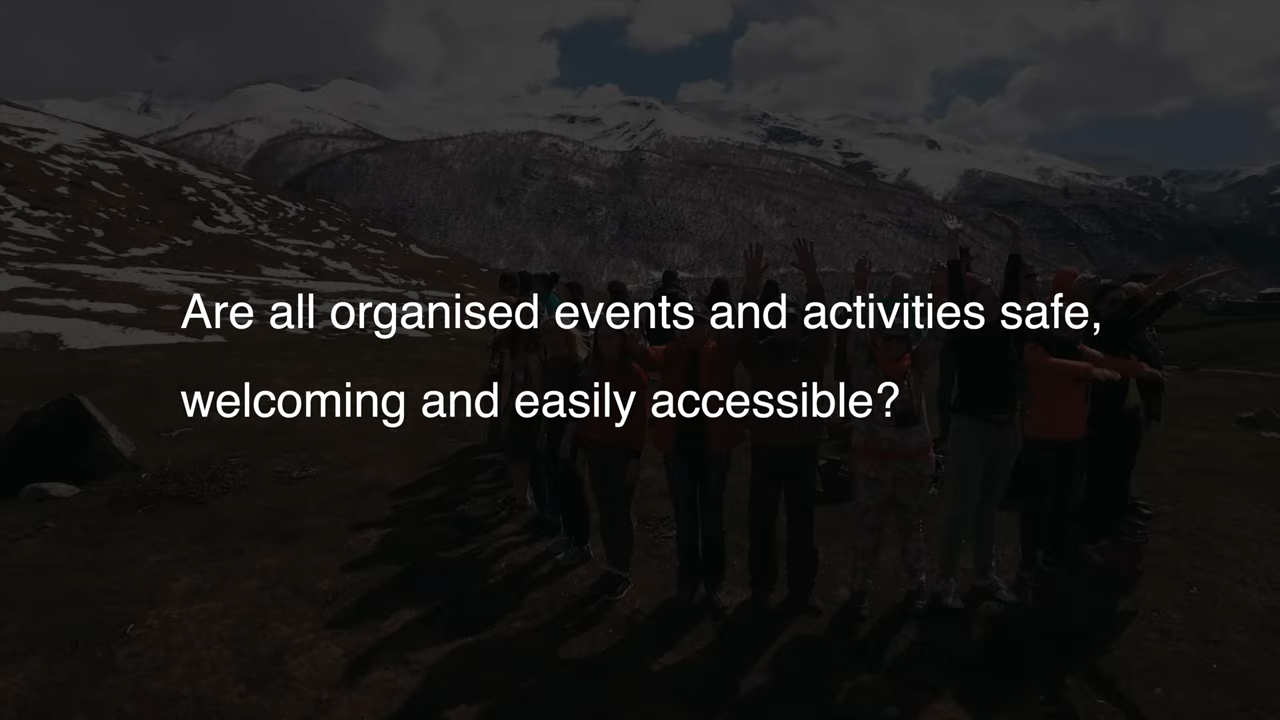 Are all organised events and activities safe,
welcoming and easily accessible?